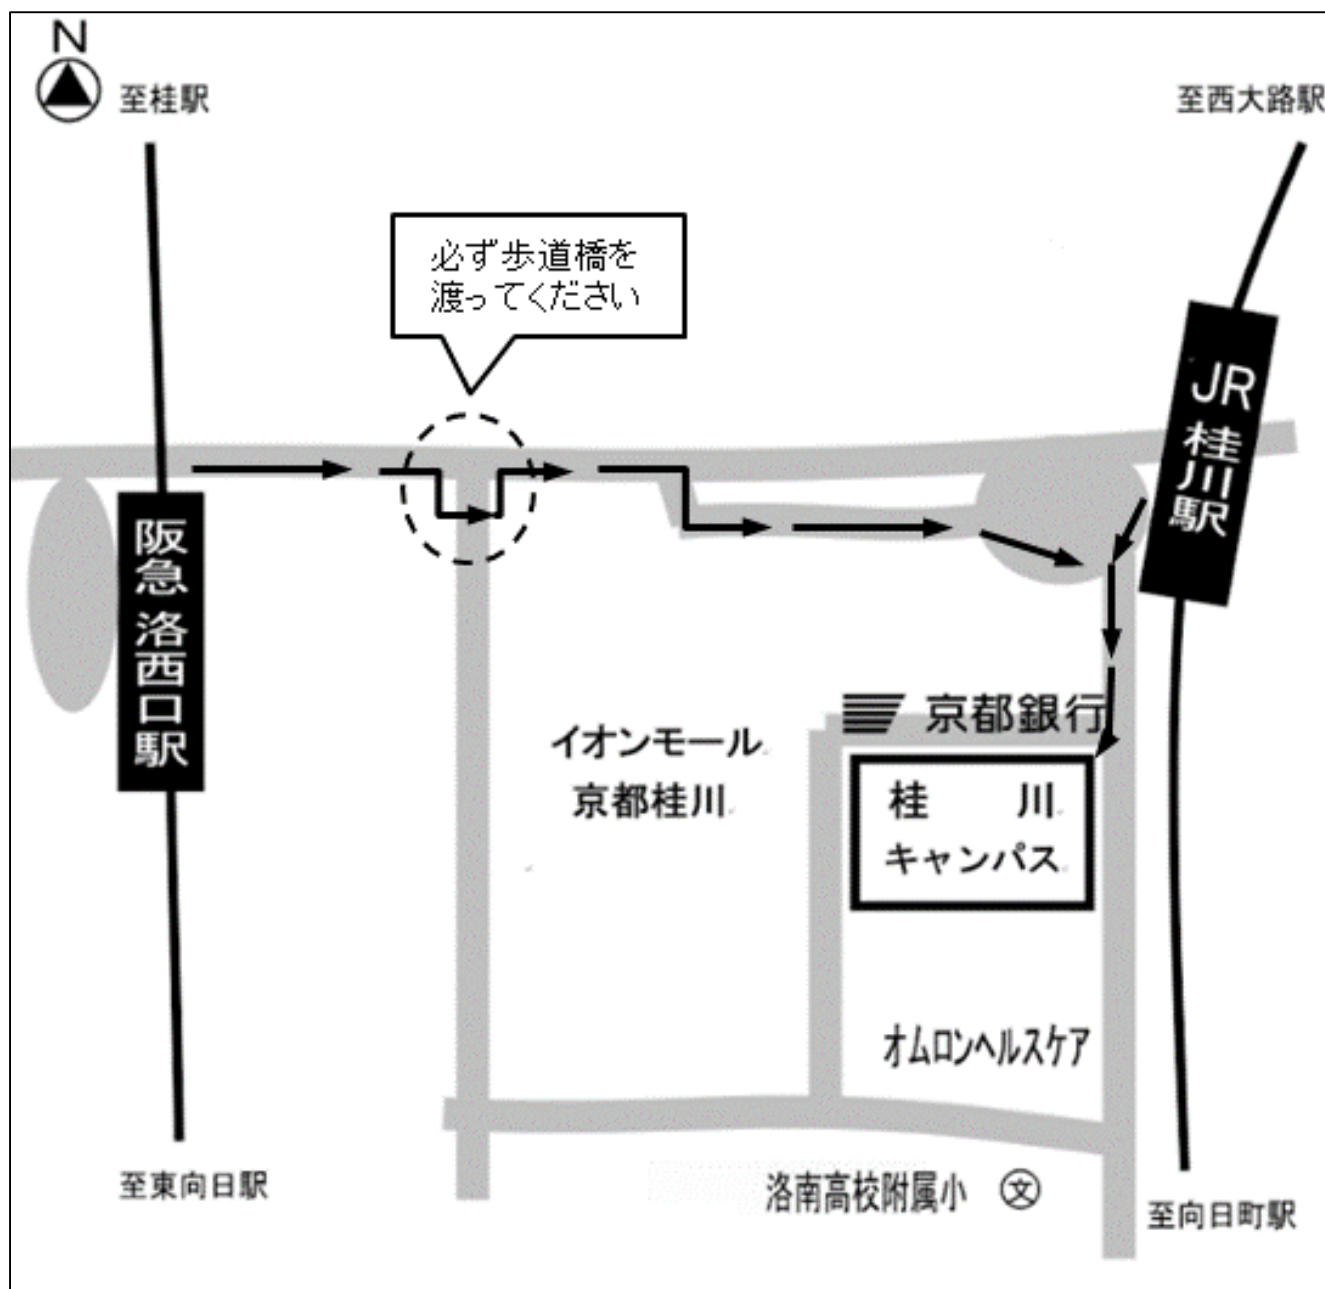 N
至桂駅
至西大路駅
必ず歩道橋を
渡ってください
JR 桂川駅
阪急 洛西口駅
京都銀行
イオンモール
京都桂川
桂 川
キャンパス
オムロンヘルスケア
至東向日駅
洛南高校附属小 文
至向日町駅